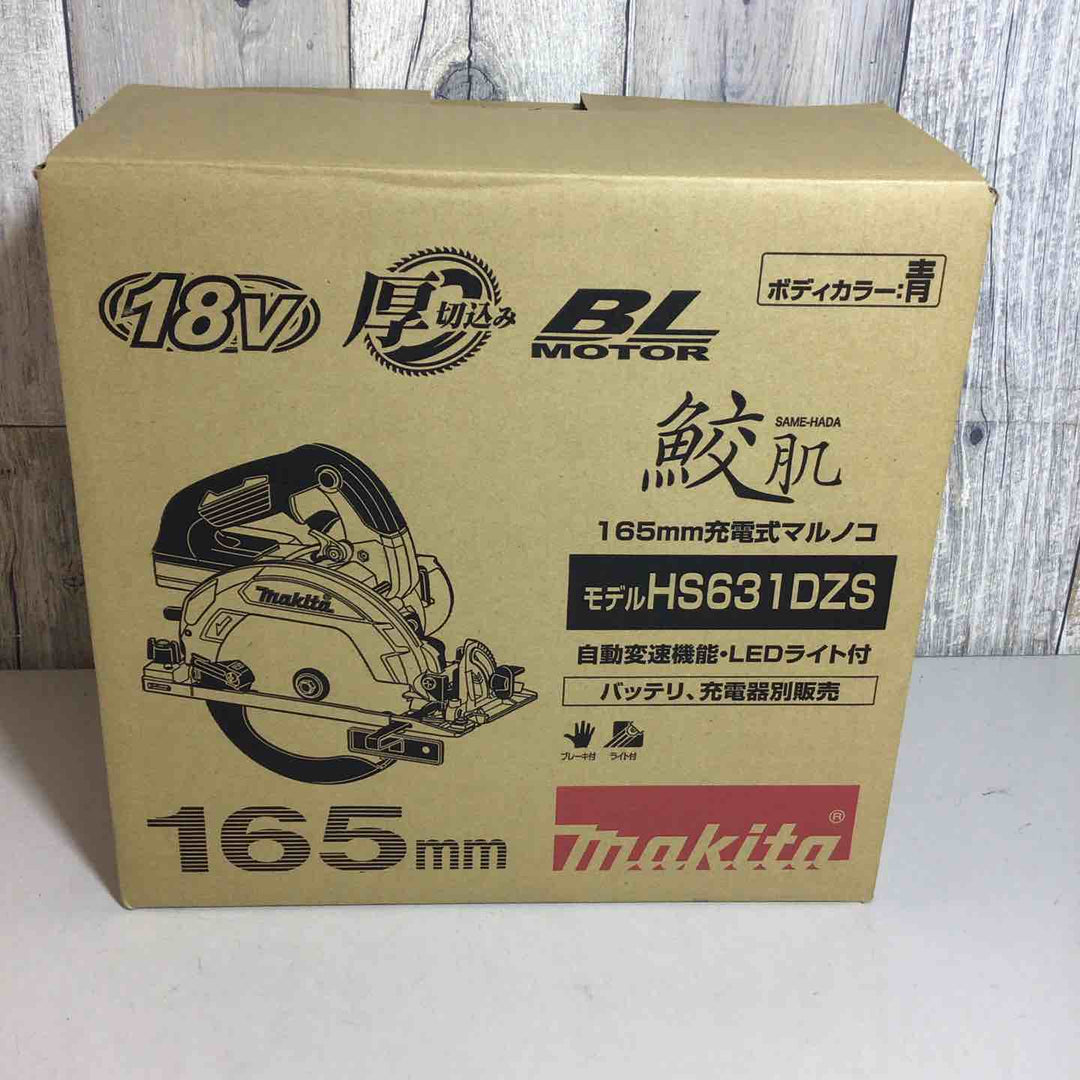 18V
厚切込み
BL
MOTOR
ボディカラー:青
鮫肌
SAME-HADA
165mm充電式マルノコ
モデルHS631DZS
自動変速機能・LEDライト付
バッテリ、充電器別販売
ブレーキ付
ライト付
makita®
165mm
makita®